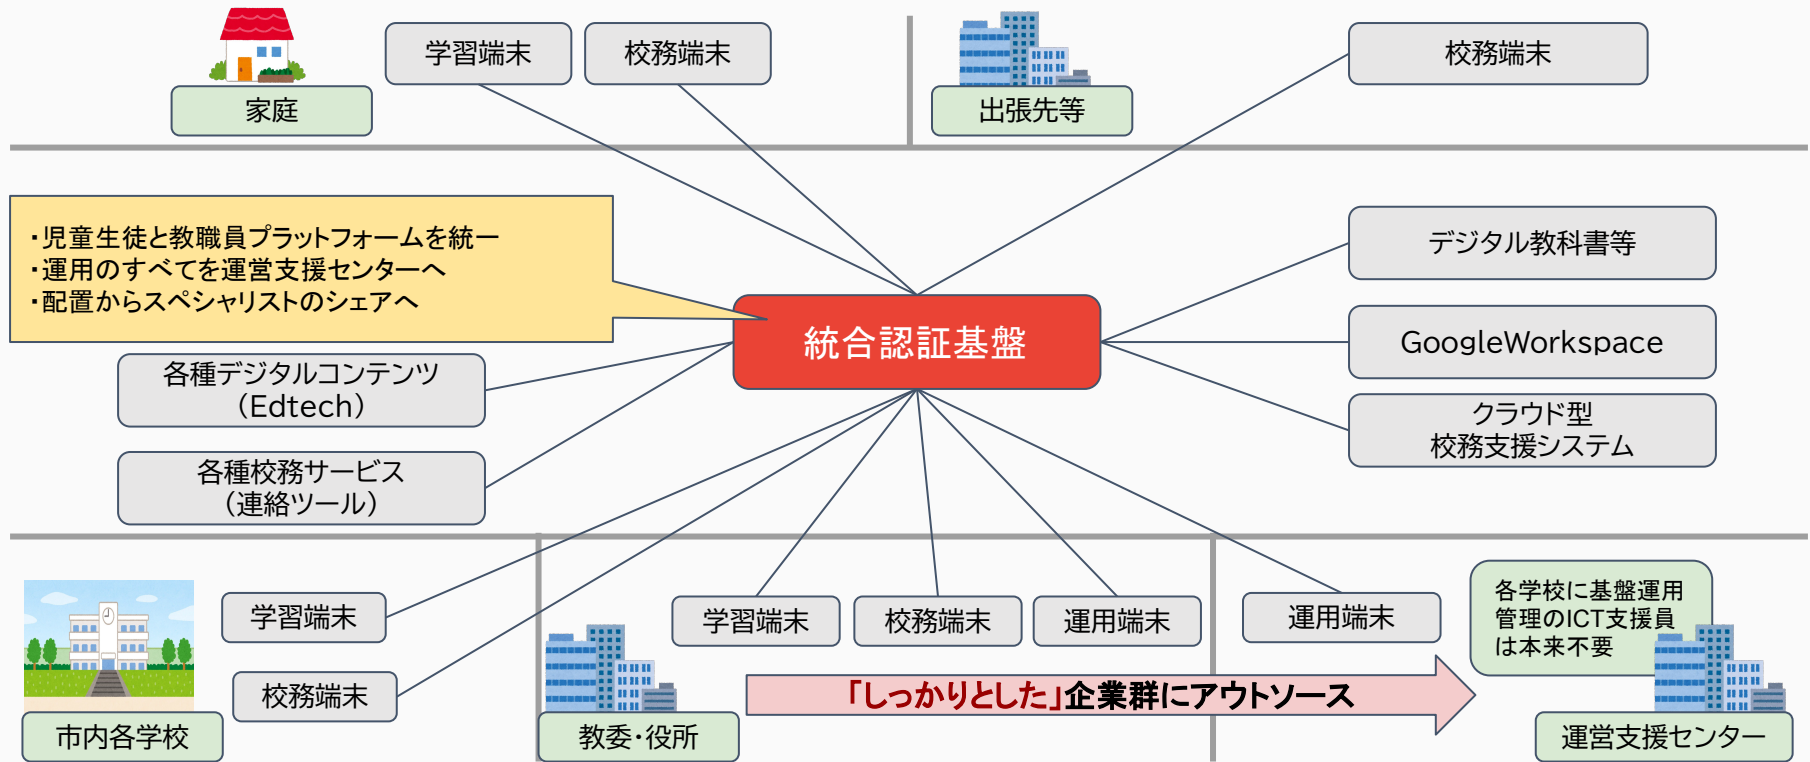 学習端末
校務端末
校務端末
家庭
出張先等
・児童生徒と教職員プラットフォームを統一
・運用のすべてを運営支援センターへ
・配置からスペシャリストのシェアへ
デジタル教科書等
統合認証基盤
GoogleWorkspace
各種デジタルコンテンツ
（Edtech）
クラウド型
校務支援システム
各種校務サービス
（連絡ツール）
学習端末
校務端末
市内各学校
学習端末
校務端末
運用端末
運用端末
各学校に基盤運用
管理のICT支援員
は本来不要
「しっかりとした」企業群にアウトソース
教委・役所
運営支援センター